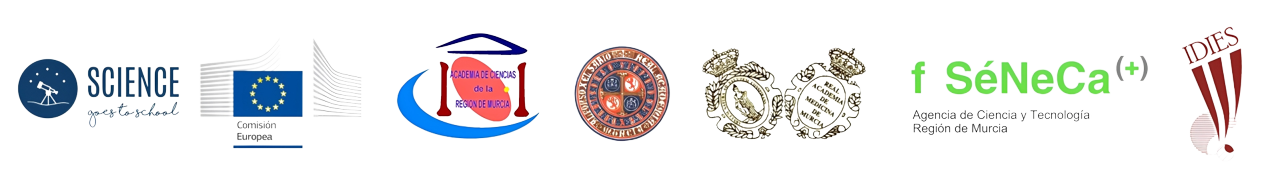 SCIENCE
goes to school
Comisión
Europea
ACADEMIA DE CIENCIAS
de la
REGIÓN DE MURCIA
REAL
ACADEMIA
DE
MEDICINA
DE
MURCIA
f SéNeCa(+)
Agencia de Ciencia y Tecnología
Región de Murcia
IDIES